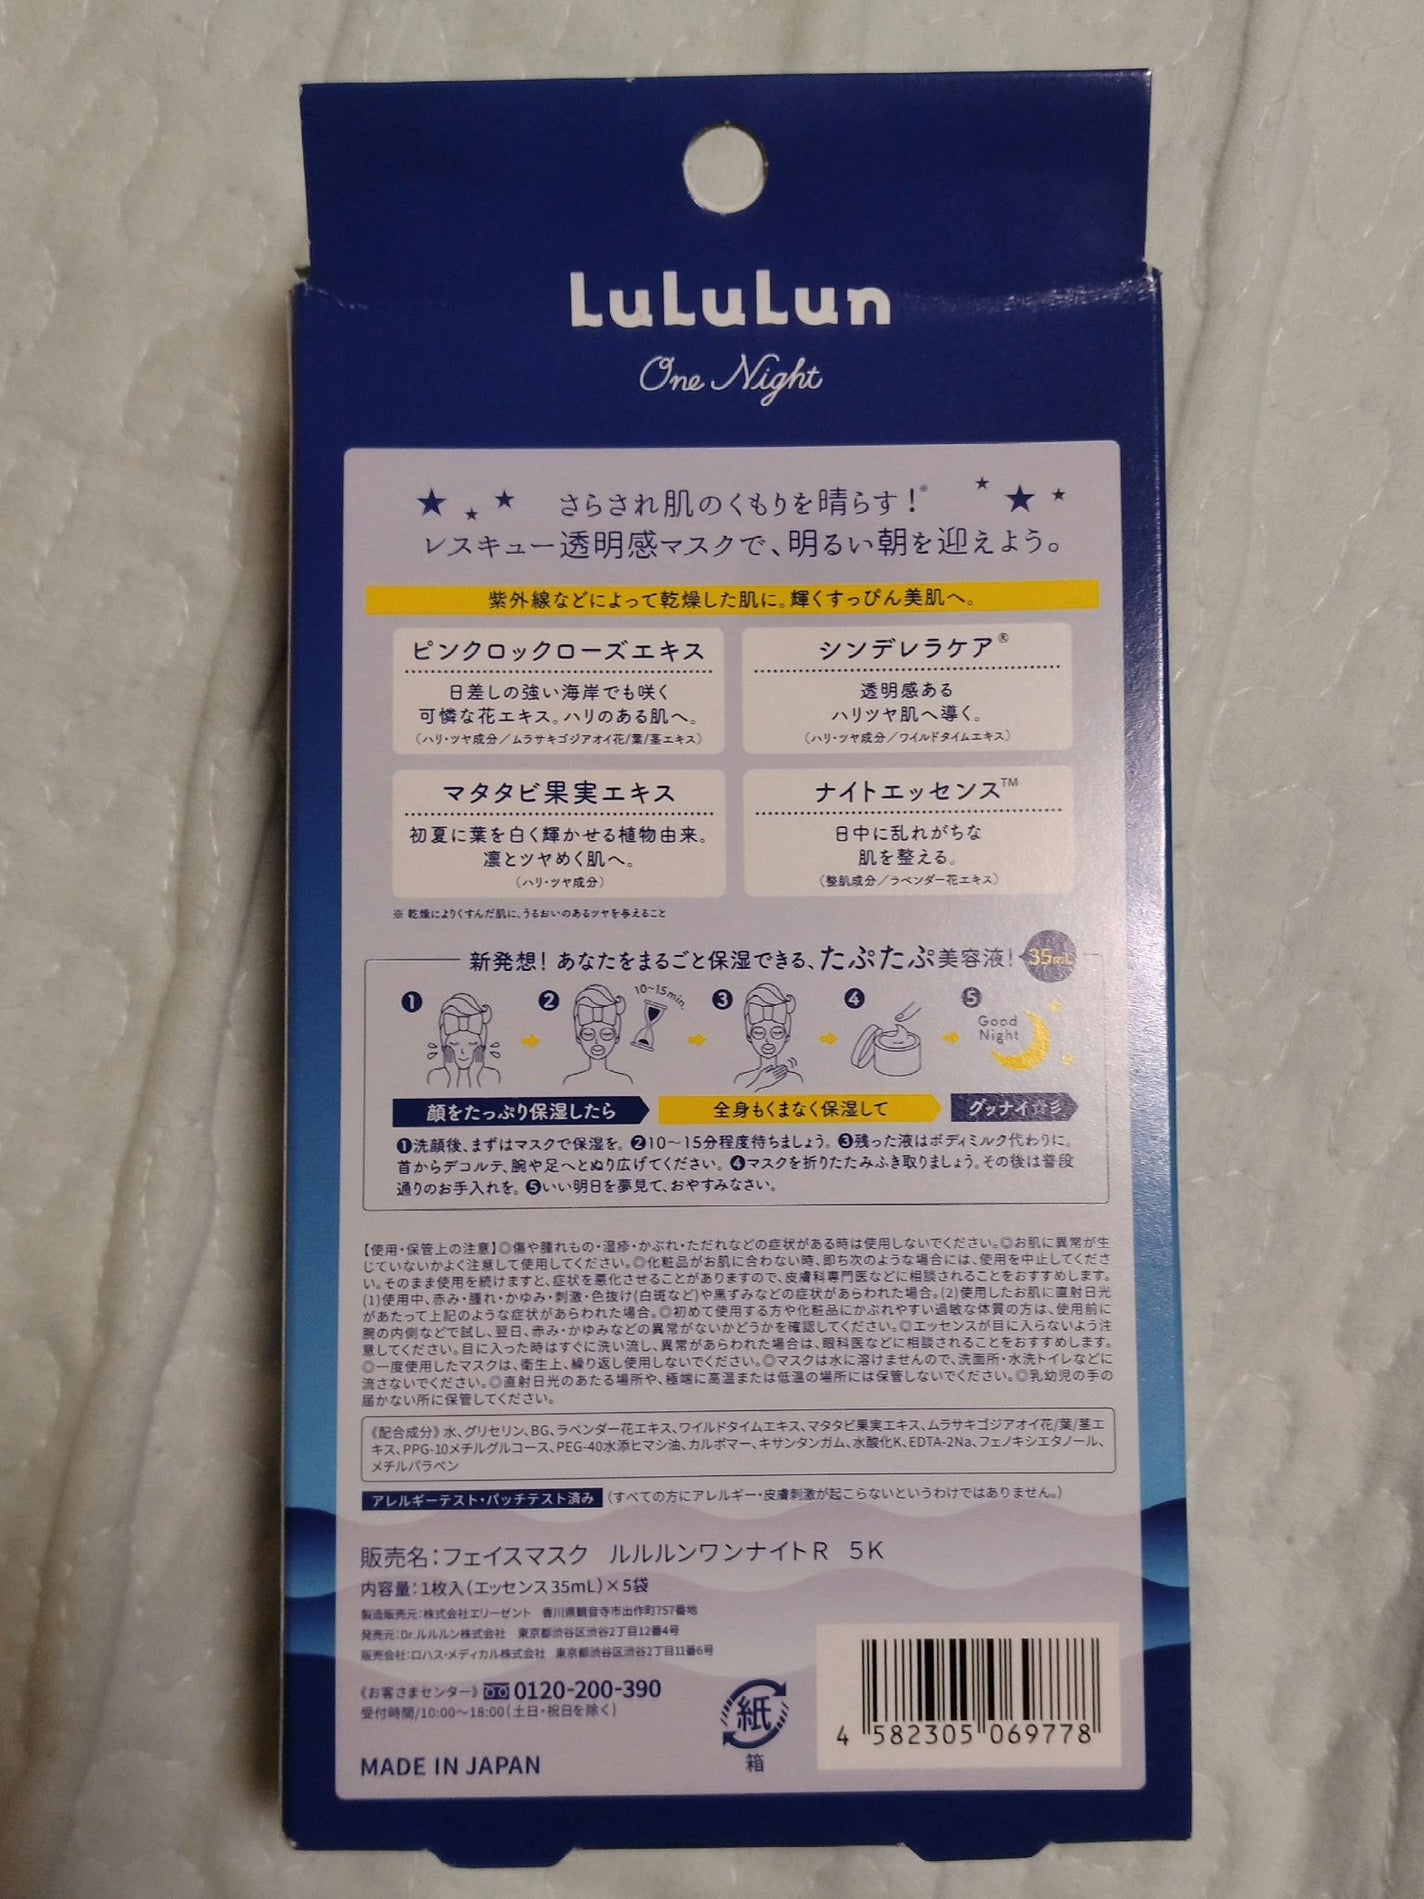 LuLuLun
One Night
さらされ肌のくもりを晴らす!※
レスキュー透明感マスクで、明るい朝を迎えよう。
紫外線などによって乾燥した肌に。輝くすっぴん美肌へ。
ピンクロックローズエキス
日差しの強い海岸でも咲く
可憐な花エキス。ハリのある肌へ。
(ハリ・ツヤ成分/ムラサキゴジアオイ花/葉/茎エキス)
シンデレラケア®
透明感ある
ハリツヤ肌へ導く。
(ハリ・ツヤ成分/ワイルドタイムエキス)
マタタビ果実エキス
初夏に葉を白く輝かせる植物由来。
凛とツヤめく肌へ。
(ハリ・ツヤ成分)
ナイトエッセンス™
日中に乱れがちな
肌を整える。
(整肌成分/ラベンダー花エキス)
※ 乾燥によりくすんだ肌に、うるおいのあるツヤを与えること
新発想! あなたをまるごと保湿できる、たぷたぷ美容液! 35mL
❶ ❷ 10~15min. ❸ ❹ ❺
Good
Night
顔をたっぷり保湿したら 全身もくまなく保湿して グッナイ☆彡
❶洗顔後、まずはマスクで保湿を。❷10~15分程度待ちましょう。❸残った液はボディミルク代わりに。
首からデコルテ、腕や足へとぬり広げてください。❹マスクを折りたたみふき取りましょう。その後は普段
通りのお手入れを。❺いい明日を夢見て、おやすみなさい。
【使用・保管上の注意】◎傷や腫れもの・湿疹・かぶれ・ただれなどの症状がある時は使用しないでください。◎お肌に異常が生
じていないかよく注意して使用してください。◎化粧品がお肌に合わない時、即ち次のような場合には、使用を中止してくださ
い。そのまま使用を続けますと、症状を悪化させることがありますので、皮膚科専門医などに相談されることをおすすめします。
(1)使用中、赤み・腫れ・かゆみ・刺激・色抜け(白斑など)や黒ずみなどの症状があらわれた場合。(2)使用したお肌に直射日光
があたって上記のような症状があらわれた場合。◎初めて使用する方や化粧品にかぶれやすい過敏な体質の方は、使用前に
腕の内側などで試し、翌日、赤み・かゆみなどの異常がないかどうかを確認してください。◎エッセンスが目に入らないよう注
意してください。目に入った時はすぐに洗い流し、異常があらわれた場合は、眼科医などに相談されることをおすすめします。
◎一度使用したマスクは、衛生上、繰り返し使用しないでください。◎マスクは水に溶けませんので、洗面所・水洗トイレなどに
流さないでください。◎直射日光のあたる場所や、極端に高温または低温の場所には保管しないでください。◎乳幼児の手の
届かない所に保管してください。
《配合成分》水、グリセリン、BG、ラベンダー花エキス、ワイルドタイムエキス、マタタビ果実エキス、ムラサキゴジアオイ花/葉/茎エ
キス、PPG-10メチルグルコース、PEG-40水添ヒマシ油、カルボマー、キサンタンガム、水酸化K、EDTA-2Na、フェノキシエタノール、
メチルパラベン
アレルギーテスト・パッチテスト済み (すべての方にアレルギー・皮膚刺激が起こらないというわけではありません。)
販売名:フェイスマスク ルルルンワンナイトR 5K
内容量:1枚入(エッセンス35mL)×5袋
製造販売元:株式会社エリーゼント 香川県観音寺市出作町757番地
発売元:Dr.ルルルン株式会社 東京都渋谷区渋谷2丁目12番4号
販売会社:ロハス・メディカル株式会社 東京都渋谷区渋谷2丁目11番6号
《お客さまセンター》0120-200-390
受付時間/10:00~18:00(土日・祝日を除く)
MADE IN JAPAN
紙
箱
4 582305 069778